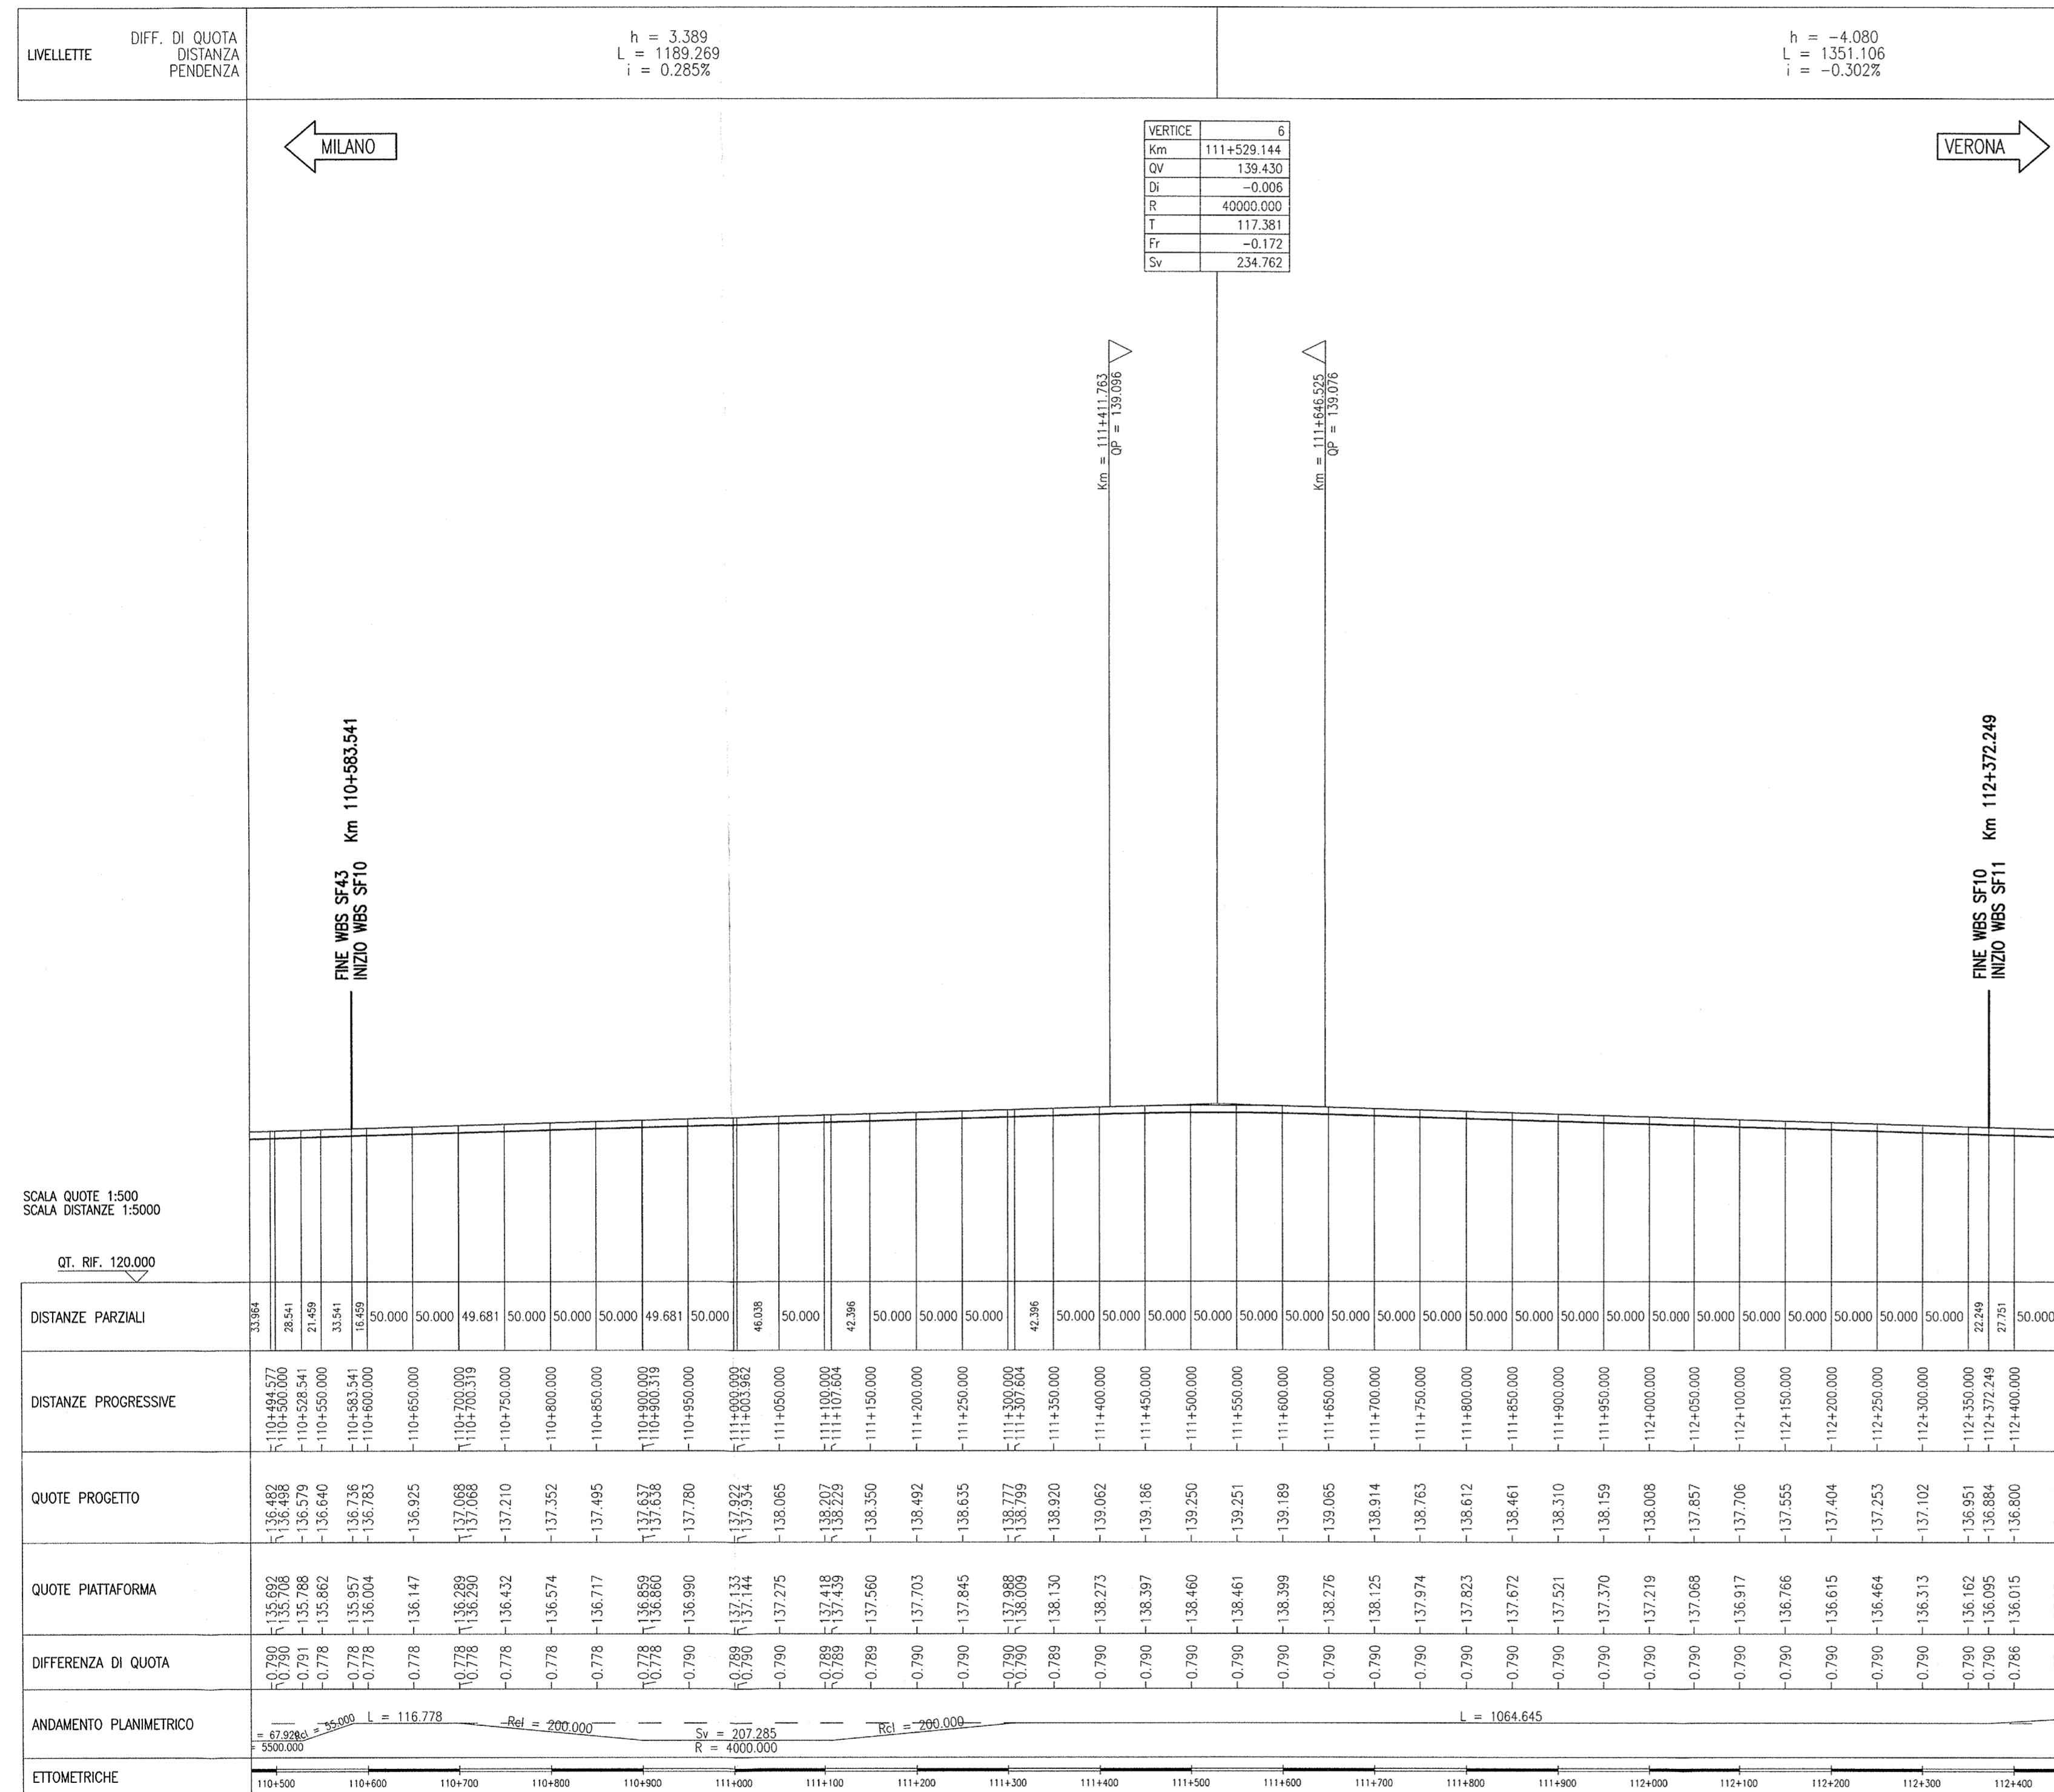 LIVELLETTE
DIFF. DI QUOTA
DISTANZA
PENDENZA
h = 3.389
L = 1189.269
i = 0.285%
h = -4.080
L = 1351.106
i = -0.302%
MILANO
VERONA
VERTICE 6
Km 111+529.144
QV 139.430
Di -0.006
R 40000.000
T 117.381
Fr -0.172
Sv 234.762
Km = 111+411.763
QP = 139.096
Km = 111+646.525
QP = 139.076
FINE WBS SF43
INIZIO WBS SF10 Km 110+583.541
FINE WBS SF10
INIZIO WBS SF11 Km 112+372.249
SCALA QUOTE 1:500
SCALA DISTANZE 1:5000
QT. RIF. 120.000
DISTANZE PARZIALI 33.964 28.541 21.459 33.541 16.459 50.000 50.000 49.681 50.000 50.000 50.000 49.681 50.000 46.038 50.000 42.396 50.000 50.000 50.000 42.396 50.000 50.000 50.000 50.000 50.000 50.000 50.000 50.000 50.000 50.000 50.000 50.000 50.000 50.000 50.000 50.000 50.000 50.000 50.000 50.000 22.249 27.751 50.000
DISTANZE PROGRESSIVE 110+494.577 110+500.000 110+528.541 110+550.000 110+583.541 110+600.000 110+650.000 110+700.000 110+700.319 110+750.000 110+800.000 110+850.000 110+900.000 110+900.319 110+950.000 111+000.000 111+003.962 111+050.000 111+100.000 111+107.604 111+150.000 111+200.000 111+250.000 111+300.000 111+307.604 111+350.000 111+400.000 111+450.000 111+500.000 111+550.000 111+600.000 111+650.000 111+700.000 111+750.000 111+800.000 111+850.000 111+900.000 111+950.000 112+000.000 112+050.000 112+100.000 112+150.000 112+200.000 112+250.000 112+300.000 112+350.000 112+372.249 112+400.000
QUOTE PROGETTO 136.482 136.498 136.579 136.640 136.736 136.783 136.925 137.068 137.068 137.210 137.352 137.495 137.637 137.638 137.780 137.922 137.934 138.065 138.207 138.229 138.350 138.492 138.635 138.777 138.799 138.920 139.062 139.186 139.250 139.251 139.189 139.065 138.914 138.763 138.612 138.461 138.310 138.159 138.008 137.857 137.706 137.555 137.404 137.253 137.102 136.951 136.884 136.800
QUOTE PIATTAFORMA 135.692 135.708 135.788 135.862 135.957 136.004 136.147 136.289 136.290 136.432 136.574 136.717 136.859 136.860 136.990 137.133 137.144 137.275 137.418 137.439 137.560 137.703 137.845 137.988 138.009 138.130 138.273 138.397 138.460 138.461 138.399 138.276 138.125 137.974 137.823 137.672 137.521 137.370 137.219 137.068 136.917 136.766 136.615 136.464 136.313 136.162 136.095 136.015
DIFFERENZA DI QUOTA 0.790 0.790 0.791 0.778 0.778 0.778 0.778 0.778 0.778 0.778 0.778 0.778 0.778 0.778 0.790 0.789 0.790 0.790 0.789 0.789 0.789 0.790 0.790 0.790 0.790 0.789 0.790 0.790 0.790 0.790 0.790 0.790 0.790 0.790 0.790 0.790 0.790 0.790 0.790 0.790 0.790 0.790 0.790 0.790 0.790 0.790 0.790 0.786
ANDAMENTO PLANIMETRICO
= 5500.000
Rcl = 55.000
L = 116.778
Rcl = 200.000
Sv = 207.285
R = 4000.000
Rcl = 200.000
L = 1064.645
ETTOMETRICHE 110+500 110+600 110+700 110+800 110+900 111+000 111+100 111+200 111+300 111+400 111+500 111+600 111+700 111+800 111+900 112+000 112+100 112+200 112+300 112+400